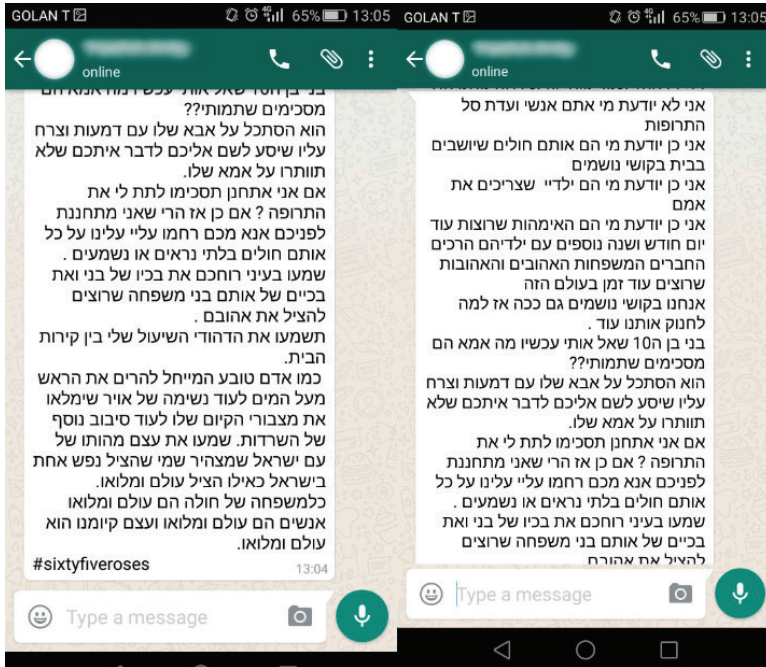 GOLAN T 65% 13:05
online
בני בן ה10 שאל אותי עכשיו מה אמא הם
מסכימים שתמותי??
הוא הסתכל על אבא שלו עם דמעות וצרח
עליו שיסע לשם אליכם לדבר איתכם שלא
תוותרו על אמא שלו.
אם אני אתחנן תסכימו לתת לי את
התרופה ? אם כן אז הרי שאני מתחננת
לפניכם אנא מכם רחמו עליי עלינו על כל
אותם חולים בלתי נראים או נשמעים .
שמעו בעיני רוחכם את בכיו של בני ואת
בכיים של אותם בני משפחה שרוצים
להציל את אהובם .
תשמעו את הדהודי השיעול שלי בין קירות
הבית.
כמו אדם טובע המייחל להרים את הראש
מעל המים לעוד נשימה של אויר שימלאו
את מצבורי הקיום שלו לעוד סיבוב נוסף
של השרדות. שמעו את עצם מהותו של
עם ישראל שמצהיר שמי שהציל נפש אחת
בישראל כאילו הציל עולם ומלואו.
כלמשפחה של חולה הם עולם ומלואו
אנשים הם עולם ומלואו ועצם קיומנו הוא
עולם ומלואו.
#sixtyfiveroses
13:04
Type a message
GOLAN T 65% 13:05
online
אני לא יודעת מי אתם אנשי ועדת סל
התרופות
אני כן יודעת מי הם אותם חולים שיושבים
בבית בקושי נושמים
אני כן יודעת מי הם ילדיי שצריכים את
אמם
אני כן יודעת מי הם האימהות שרוצות עוד
יום חודש ושנה נוספים עם ילדיהם הרכים
החברים המשפחות האהובים והאהובות
שרוצים עוד זמן בעולם הזה
אנחנו בקושי נושמים גם ככה אז למה
לחנוק אותנו עוד .
בני בן ה10 שאל אותי עכשיו מה אמא הם
מסכימים שתמותי??
הוא הסתכל על אבא שלו עם דמעות וצרח
עליו שיסע לשם אליכם לדבר איתכם שלא
תוותרו על אמא שלו.
אם אני אתחנן תסכימו לתת לי את
התרופה ? אם כן אז הרי שאני מתחננת
לפניכם אנא מכם רחמו עליי עלינו על כל
אותם חולים בלתי נראים או נשמעים .
שמעו בעיני רוחכם את בכיו של בני ואת
בכיים של אותם בני משפחה שרוצים
להציל את אהובם
Type a message